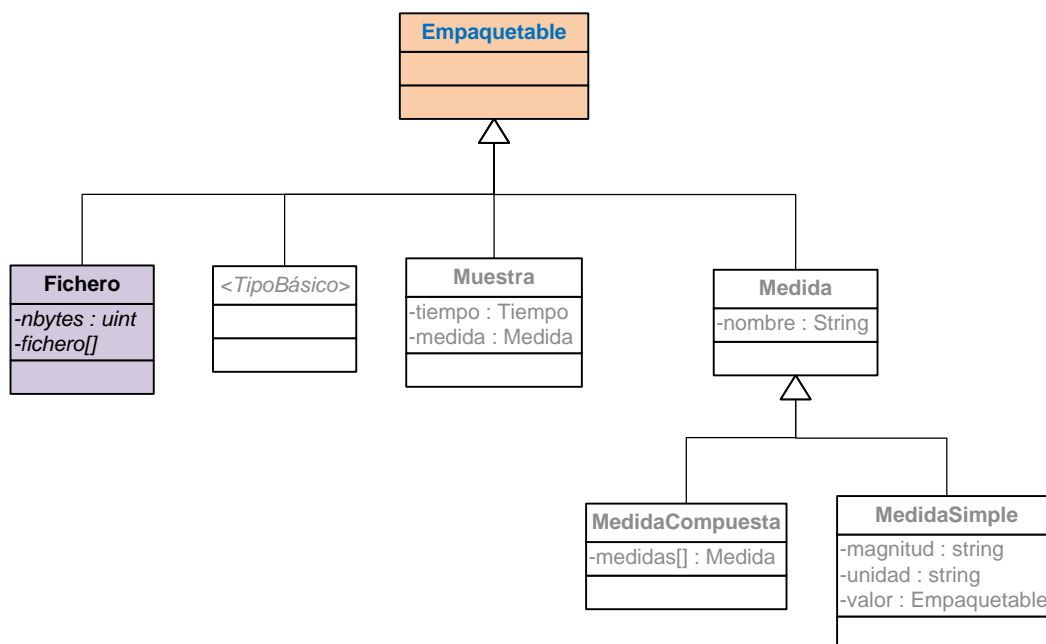 Empaquetable
Fichero
-nbytes : uint
-fichero[]
<TipoBásico>
Muestra
-tiempo : Tiempo
-medida : Medida
Medida
-nombre : String
MedidaCompuesta
-medidas[] : Medida
MedidaSimple
-magnitud : string
-unidad : string
-valor : Empaquetable